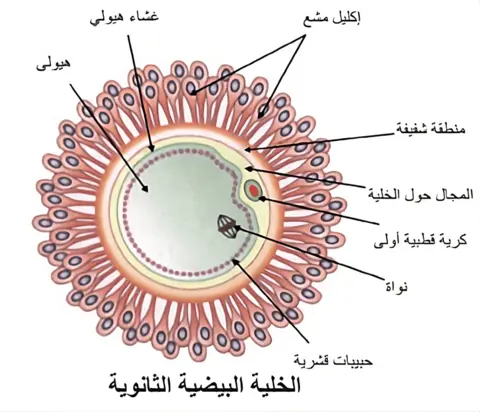 غشاء هيولي
إكليل مشع
هيولى
منطقة شفيفة
المجال حول الخلية
كرية قطبية أولى
نواة
حبيبات قشرية
الخلية البيضية الثانوية